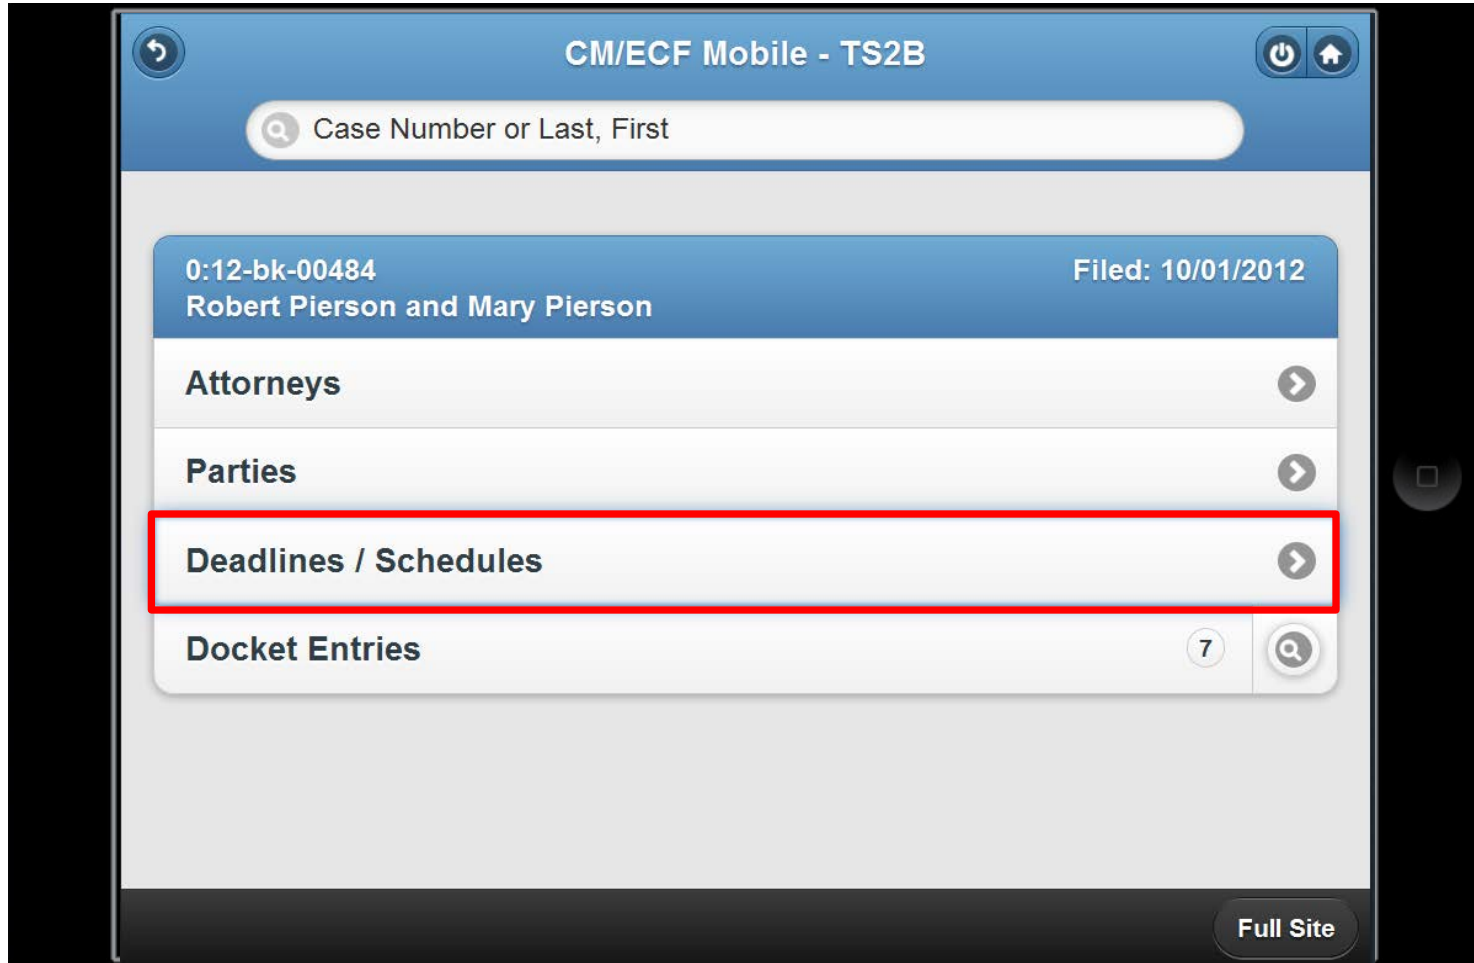 CM/ECF Mobile - TS2B
Case Number or Last, First
0:12-bk-00484 Filed: 10/01/2012
Robert Pierson and Mary Pierson
Attorneys
Parties
Deadlines / Schedules
Docket Entries 7
Full Site